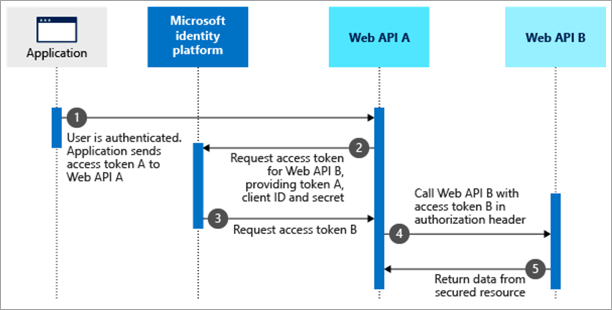 Application
Microsoft
identity
platform
Web API A
Web API B
1
User is authenticated.
Application sends
access token A to
Web API A
2
Request access token
for Web API B,
providing token A,
client ID and secret
3
Request access token B
Call Web API B with
access token B in
authorization header
4
5
Return data from
secured resource